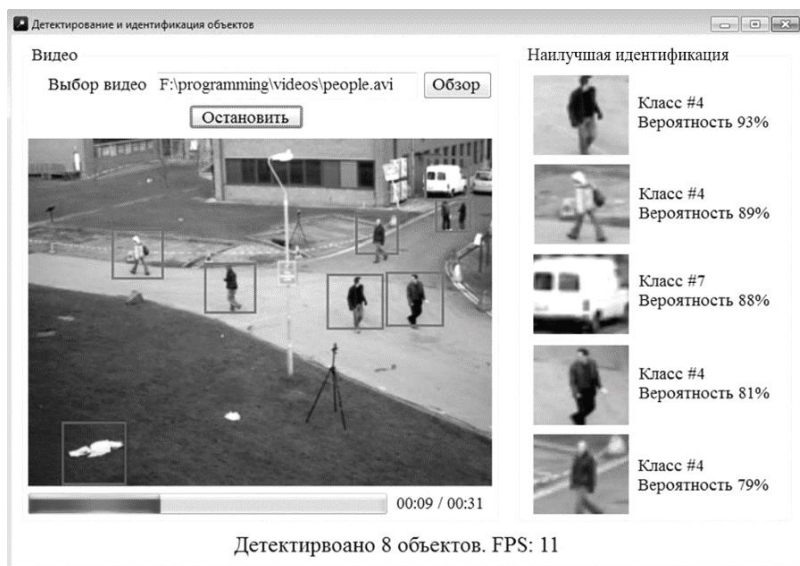 Детектирование и идентификация объектов
Видео
Выбор видео F:\programming\videos\people.avi Обзор
Остановить
00:09 / 00:31
Наилучшая идентификация
Класс #4
Вероятность 93%
Класс #4
Вероятность 89%
Класс #7
Вероятность 88%
Класс #4
Вероятность 81%
Класс #4
Вероятность 79%
Детектирвоано 8 объектов. FPS: 11